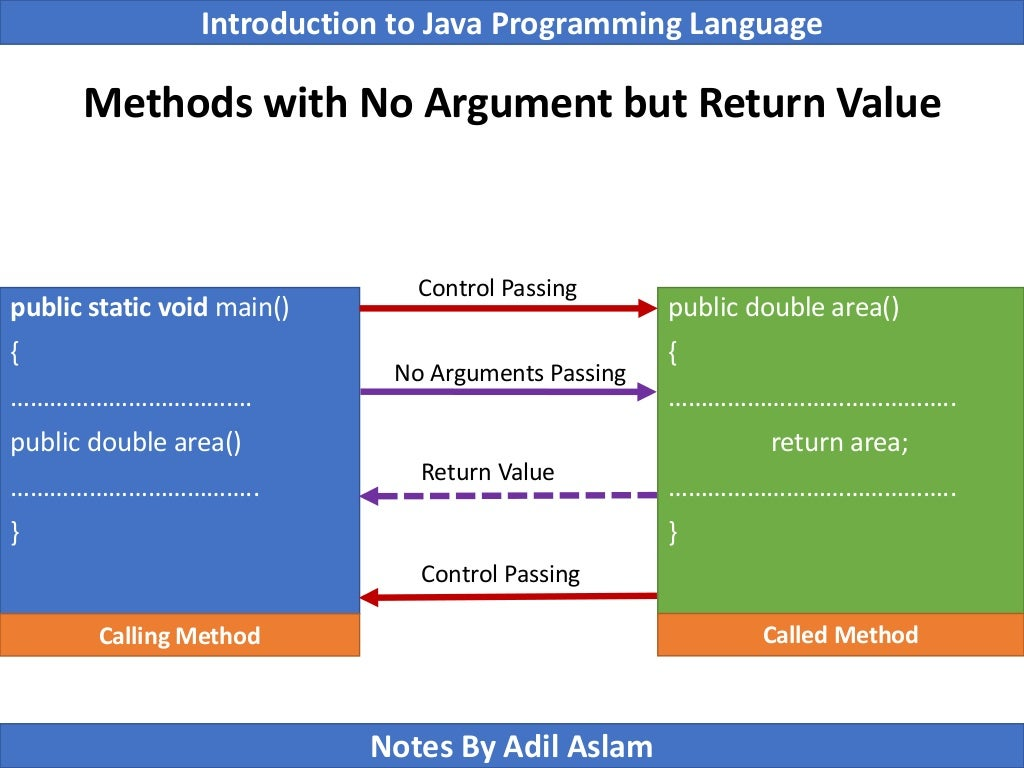 Introduction to Java Programming Language
Methods with No Argument but Return Value
public static void main()
{
……………………………….
public double area()
………………………………..
}
Calling Method
Control Passing
No Arguments Passing
Return Value
Control Passing
public double area()
{
……………………………………..
return area;
……………………………………..
}
Called Method
Notes By Adil Aslam